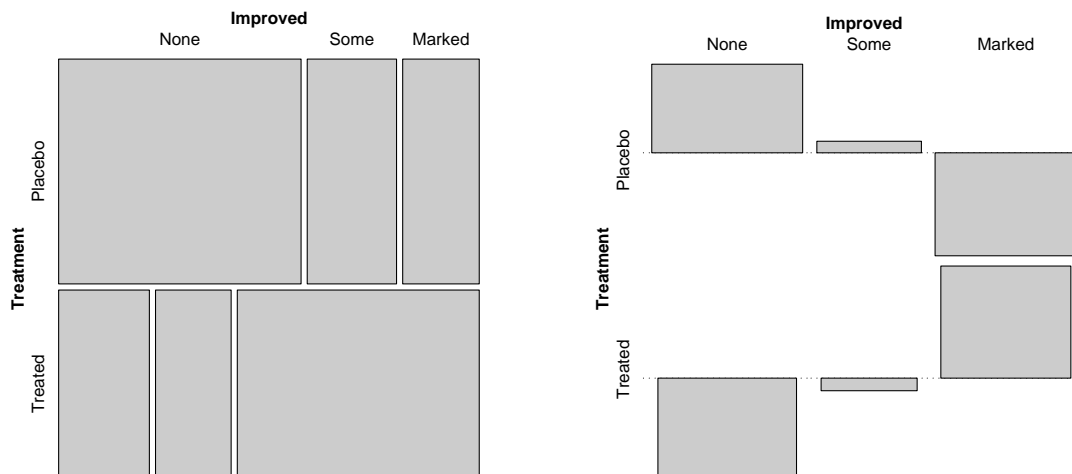 Improved
None Some Marked
Treatment
Placebo
Treated
Improved
None Some Marked
Treatment
Placebo
Treated